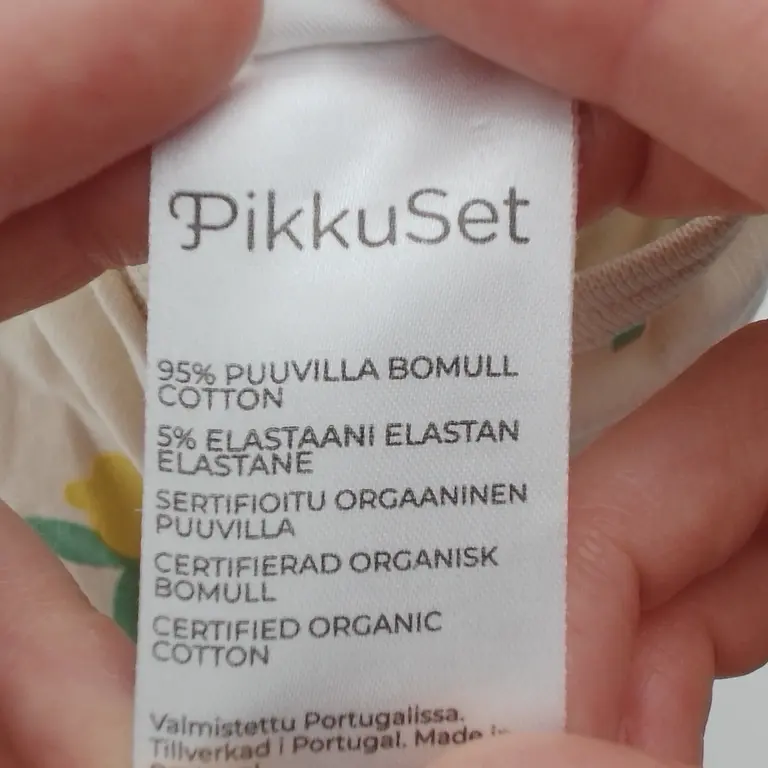 PikkuSet
95% PUUVILLA BOMULL
COTTON
5% ELASTAANI ELASTAN
ELASTANE
SERTIFIOITU ORGAANINEN
PUUVILLA
CERTIFIERAD ORGANISK
BOMULL
CERTIFIED ORGANIC
COTTON
Valmistettu Portugalissa.
Tillverkad i Portugal. Made